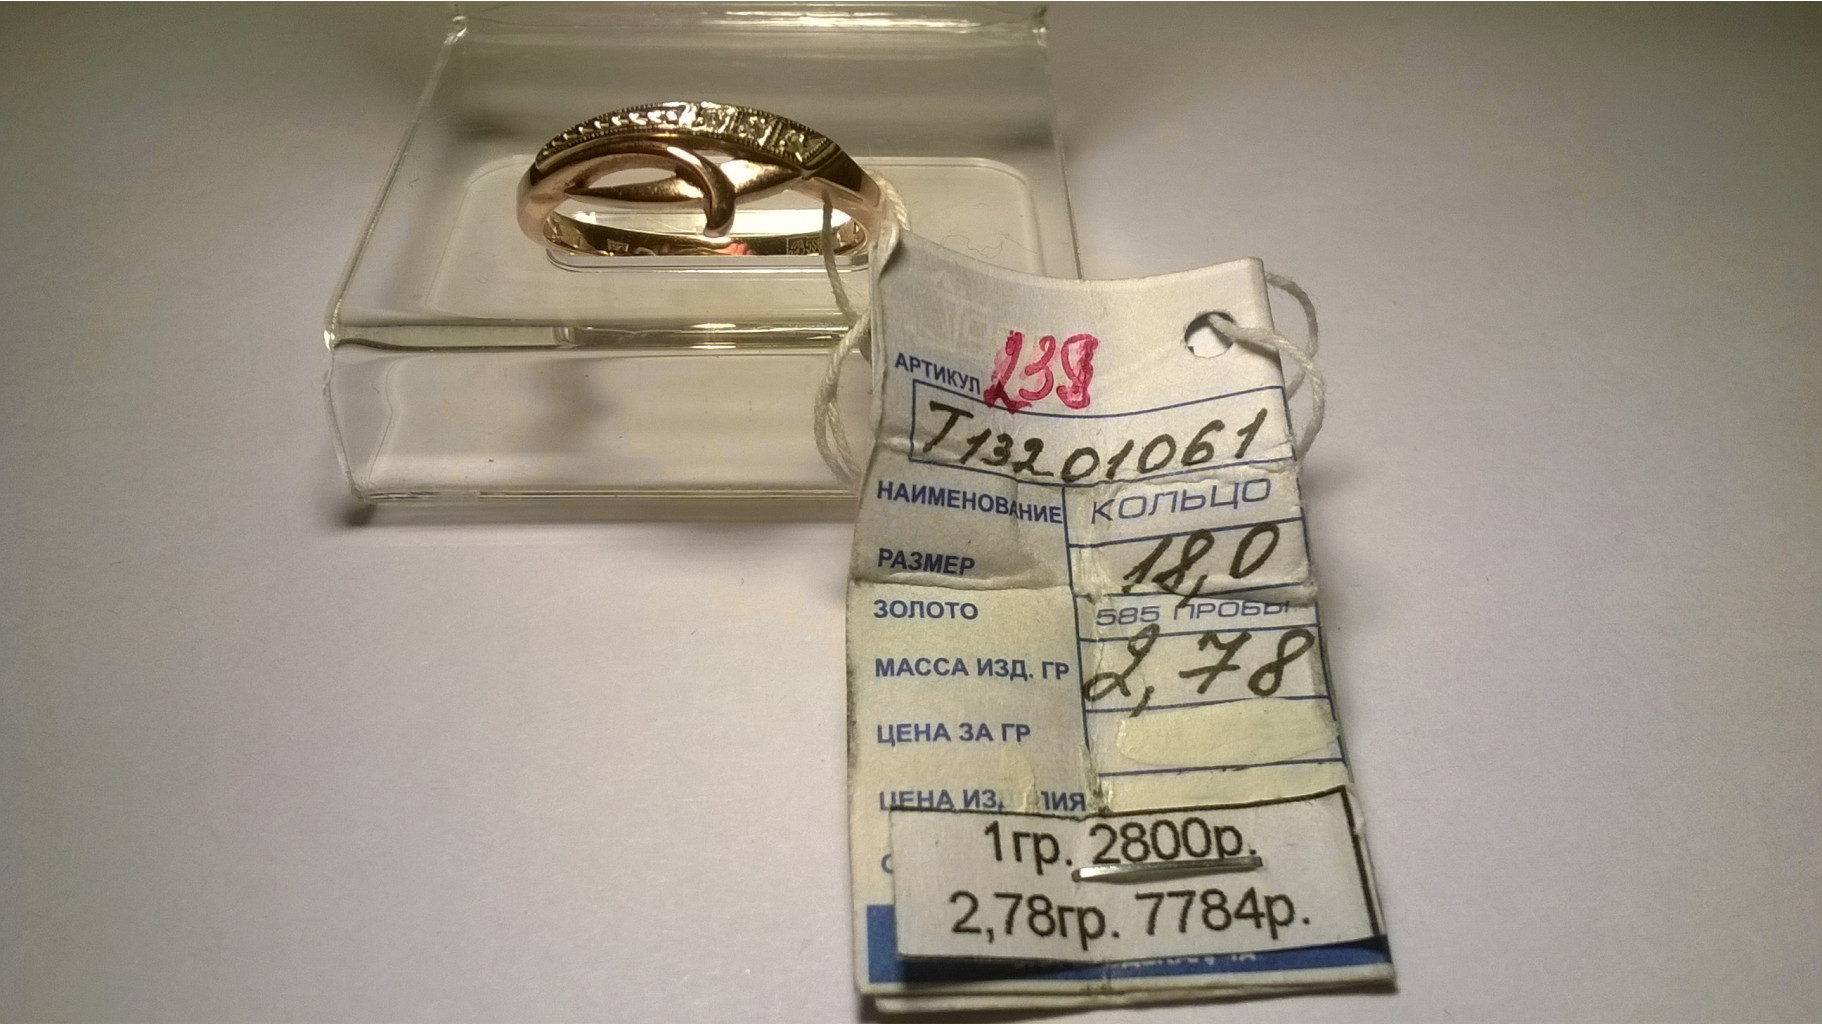 АРТИКУЛ 238
Т13201061
НАИМЕНОВАНИЕ КОЛЬЦО
РАЗМЕР 18,0
ЗОЛОТО 585 ПРОБЫ
МАССА ИЗД. ГР 2,78
ЦЕНА ЗА ГР
ЦЕНА ИЗ
1гр. 2800р.
2,78гр. 7784р.